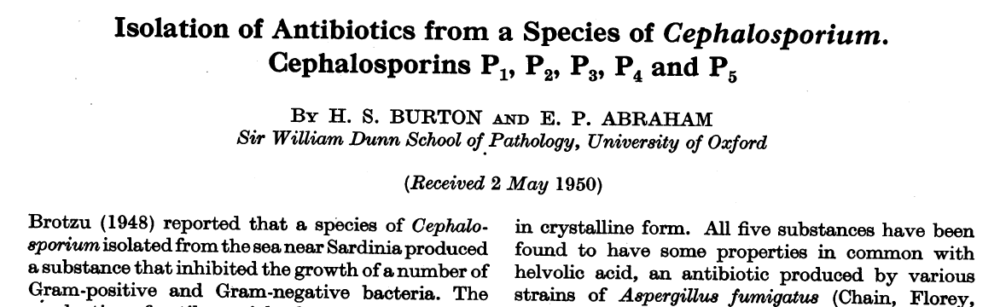 Isolation of Antibiotics from a Species of Cephalosporium.
Cephalosporins P₁, P₂, P₃, P₄ and P₅
By H. S. BURTON AND E. P. ABRAHAM
Sir William Dunn School of Pathology, University of Oxford
(Received 2 May 1950)
Brotzu (1948) reported that a species of Cephalo-
sporium isolated from the sea near Sardinia produced
a substance that inhibited the growth of a number of
Gram-positive and Gram-negative bacteria. The
in crystalline form. All five substances have been
found to have some properties in common with
helvolic acid, an antibiotic produced by various
strains of Aspergillus fumigatus (Chain, Florey,